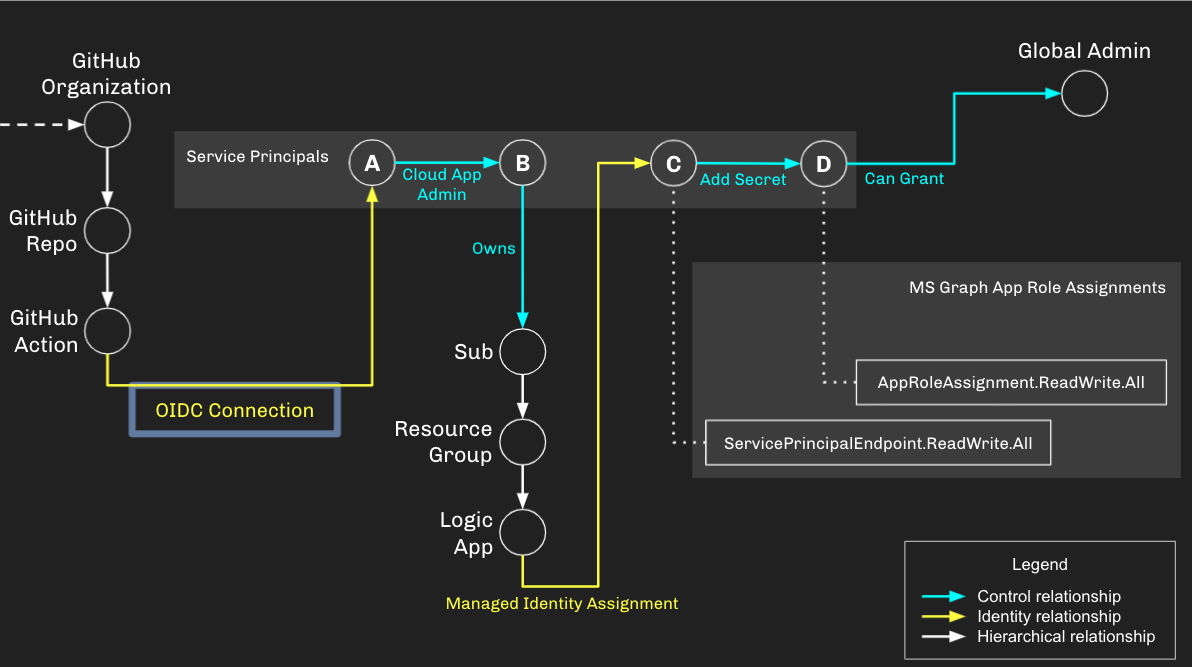 GitHub
Organization
Global Admin
Service Principals
A
B
C
D
Cloud App
Admin
Add Secret
Can Grant
GitHub
Repo
Owns
MS Graph App Role Assignments
GitHub
Action
Sub
AppRoleAssignment.ReadWrite.All
OIDC Connection
Resource
Group
ServicePrincipalEndpoint.ReadWrite.All
Logic
App
Managed Identity Assignment
Legend
Control relationship
Identity relationship
Hierarchical relationship